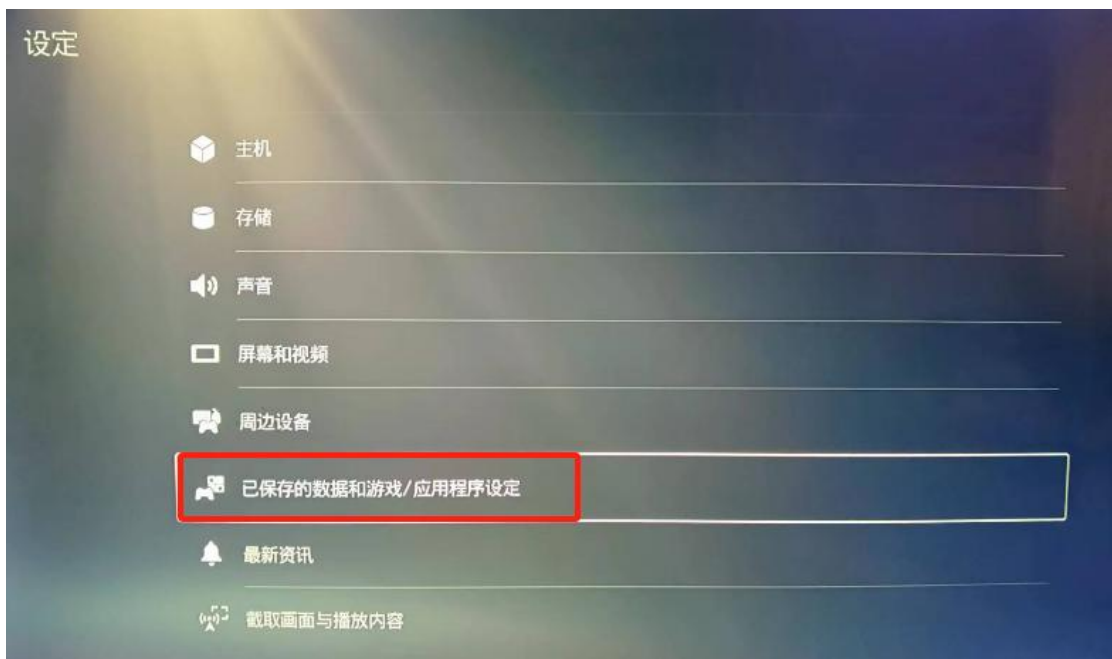 设定
主机
存储
声音
屏幕和视频
周边设备
已保存的数据和游戏/应用程序设定
最新资讯
截取画面与播放内容